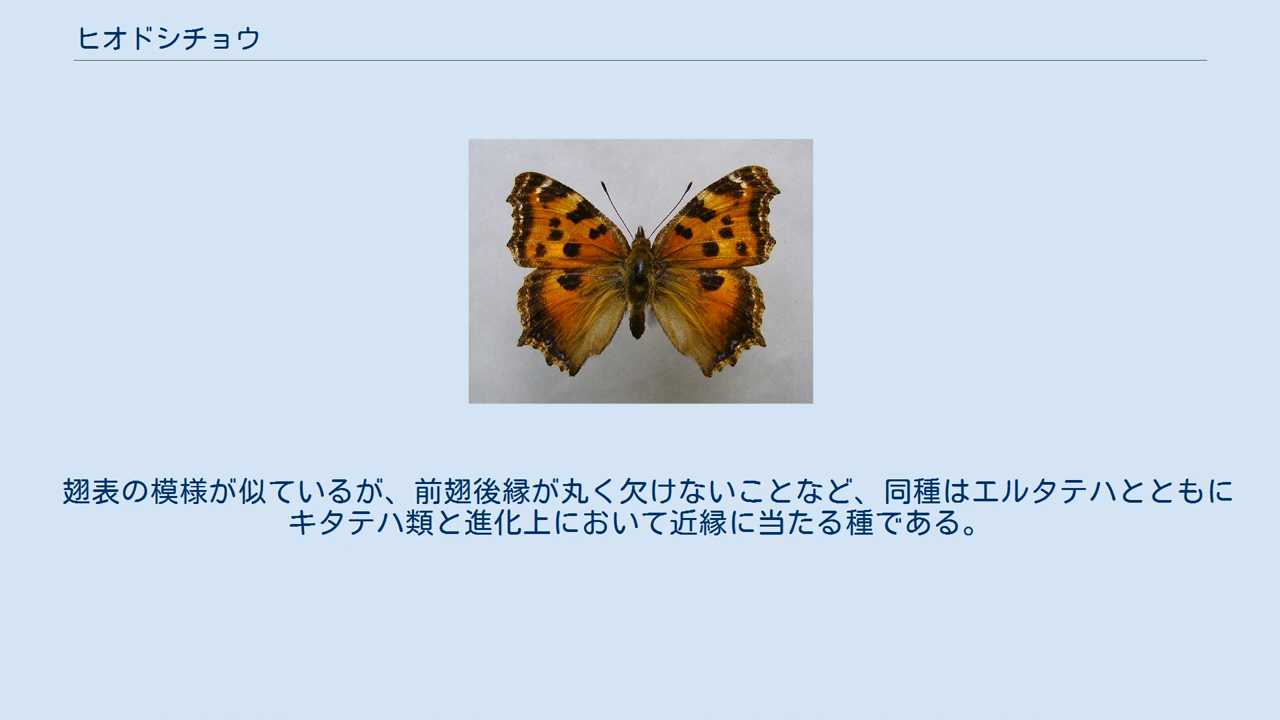 ヒオドシチョウ
翅表の模様が似ているが、前翅後縁が丸く欠けないことなど、同種はエルタテハとともに
キタテハ類と進化上において近縁に当たる種である。